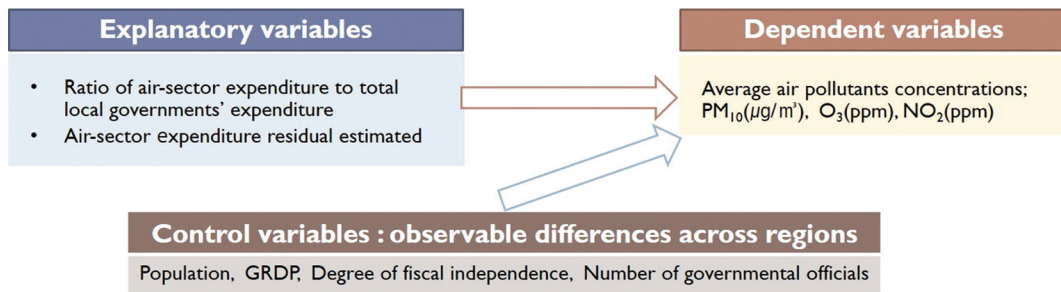 Explanatory variables
• Ratio of air-sector expenditure to total
local governments' expenditure
• Air-sector expenditure residual estimated
Dependent variables
Average air pollutants concentrations;
PM₁₀(μg/㎥), O₃(ppm), NO₂(ppm)
Control variables : observable differences across regions
Population, GRDP, Degree of fiscal independence, Number of governmental officials